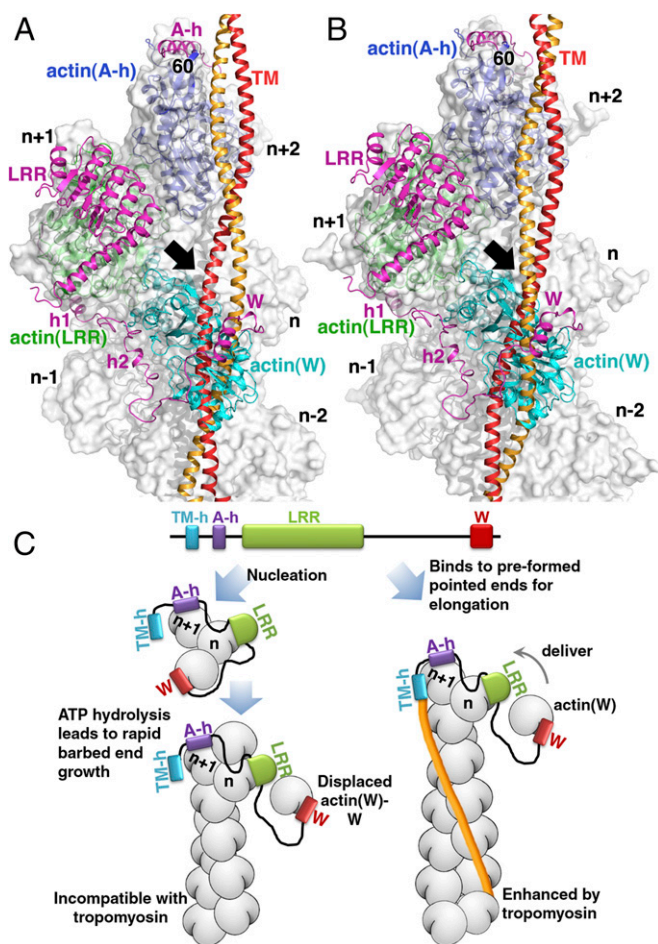 A
A-h
actin(A-h)
60
TM
n+1
LRR
n+2
h1
actin(LRR)
h2
W
n
actin(W)
n-1
n-2
B
A-h
actin(A-h)
60
TM
n+2
LRR
n+1
n
W
h1
actin(LRR)
h2
actin(W)
n-1
n-2
C
TM-h A-h LRR W
Nucleation
Binds to pre-formed
pointed ends for
elongation
A-h
TM-h
n+1
n
LRR
W
ATP hydrolysis
leads to rapid
barbed end
growth
A-h
TM-h
n+1
n
LRR
W
Displaced
actin(W)-
W
Incompatible with
tropomyosin
A-h
TM-h
n+1
n
LRR
deliver
actin(W)
W
Enhanced by
tropomyosin